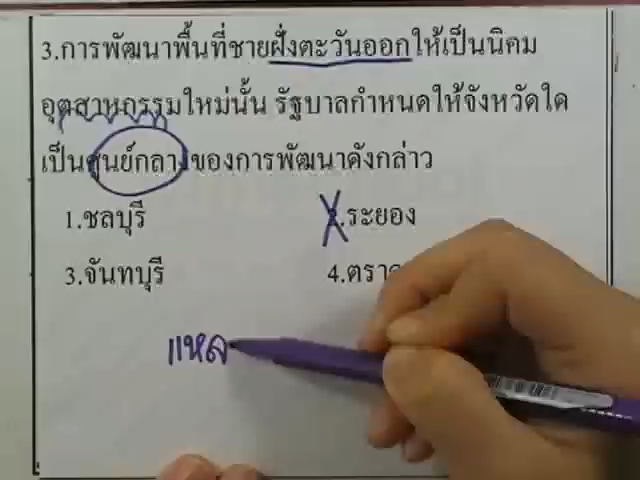 3.การพัฒนาพื้นที่ชายฝั่งตะวันออกให้เป็นนิคม
อุตสาหกรรมใหม่นั้น รัฐบาลกำหนดให้จังหวัดใด
เป็นศูนย์กลางของการพัฒนาดังกล่าว
1.ชลบุรี
2.ระยอง
3.จันทบุรี
4.ตราด
แหล